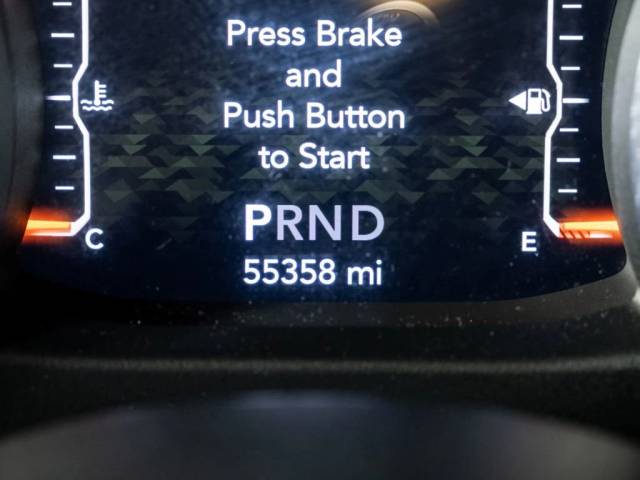 Press Brake
and
Push Button
to Start
PRND
C
E
55358 mi